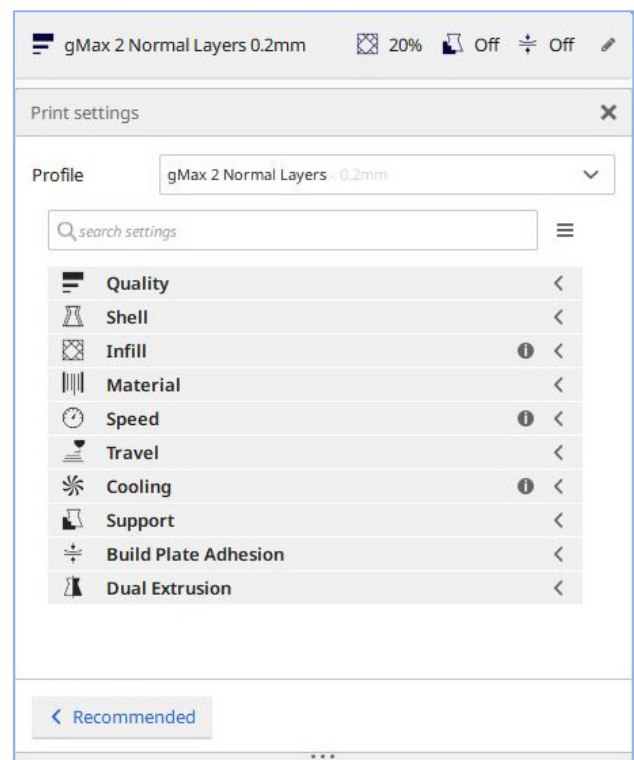 gMax 2 Normal Layers 0.2mm 20% Off Off
Print settings
Profile gMax 2 Normal Layers - 0.2mm
search settings
Quality
Shell
Infill
Material
Speed
Travel
Cooling
Support
Build Plate Adhesion
Dual Extrusion
Recommended